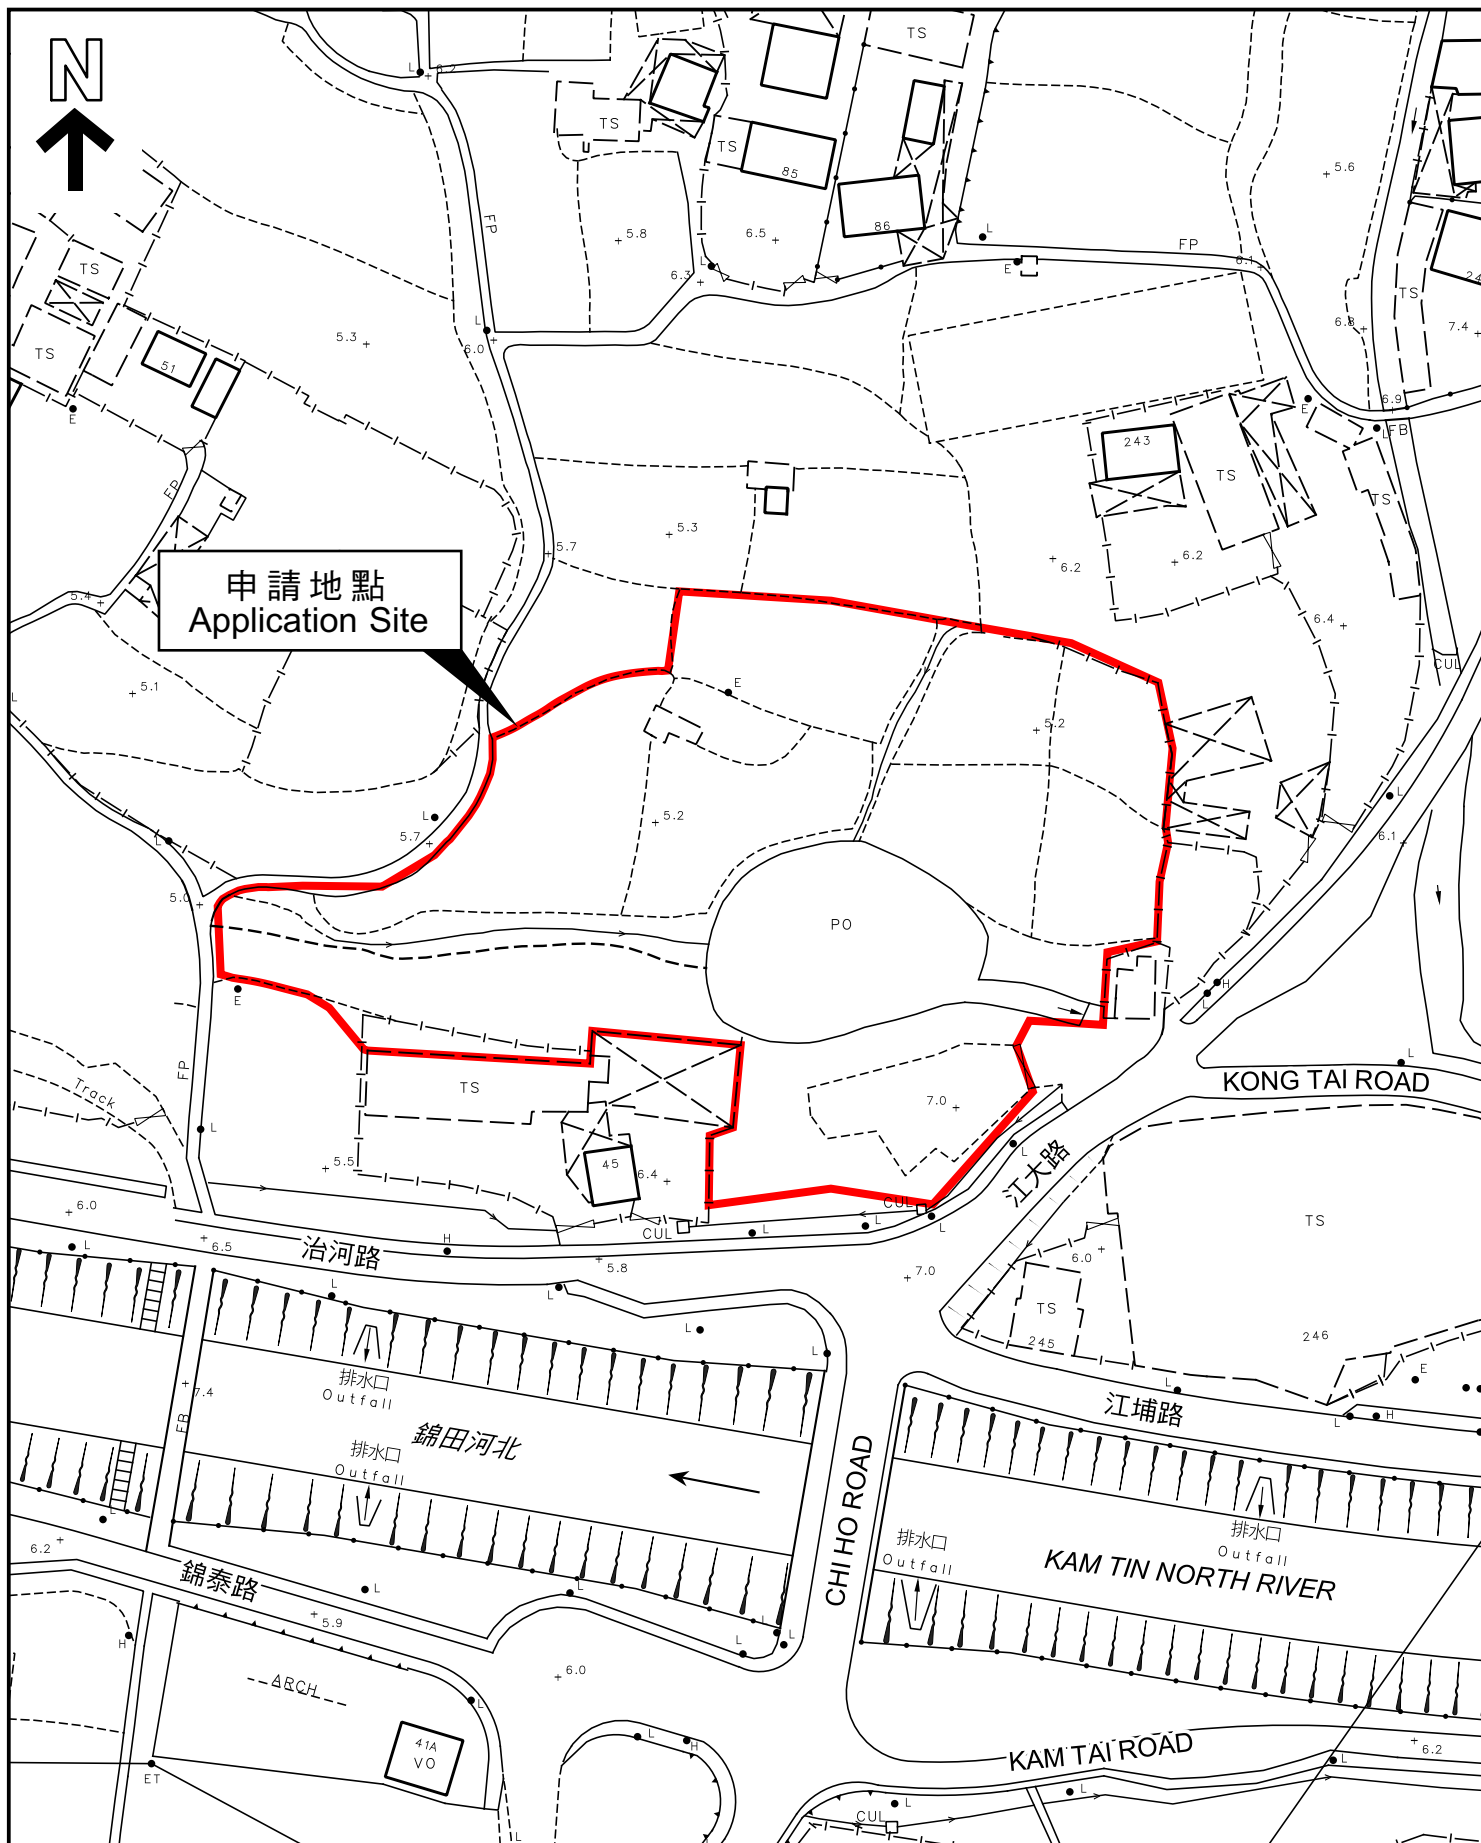 N
TS
L
6.2
TS
TS
85
86
5.6
FP
5.8
6.5
L
FP
6.1
E
TS
6.3
L
24
TS
L
6.0
5.3
6.8
7.4
TS
51
E
6.9
E
LFB
243
TS
TS
FP
5.3
5.7
6.2
6.2
申請地點
Application Site
5.4
6.4
CUL
5.1
L
E
5.2
L
5.7
5.2
L
6.1
L
5.0
PO
E
H
L
L
KONG TAI ROAD
FP
Track
TS
7.0
L
L
江大路
5.5
45
6.4
CUL
CUL
L
L
L
TS
6.0
6.5
治河路
H
5.8
7.0
6.0
L
L
L
L
L
TS
245
246
排水口
Outfall
7.4
FB
錦田河北
排水口
Outfall
E
L
江埔路
L
H
CHI HO ROAD
排水口
Outfall
排水口
Outfall
KAM TIN NORTH RIVER
L
6.2
錦泰路
L
L
5.9
H
L
L
L
6.0
ARCH
L
41A
VO
ET
L
H
KAM TAI ROAD
6.2
L
L
L
CUL
L